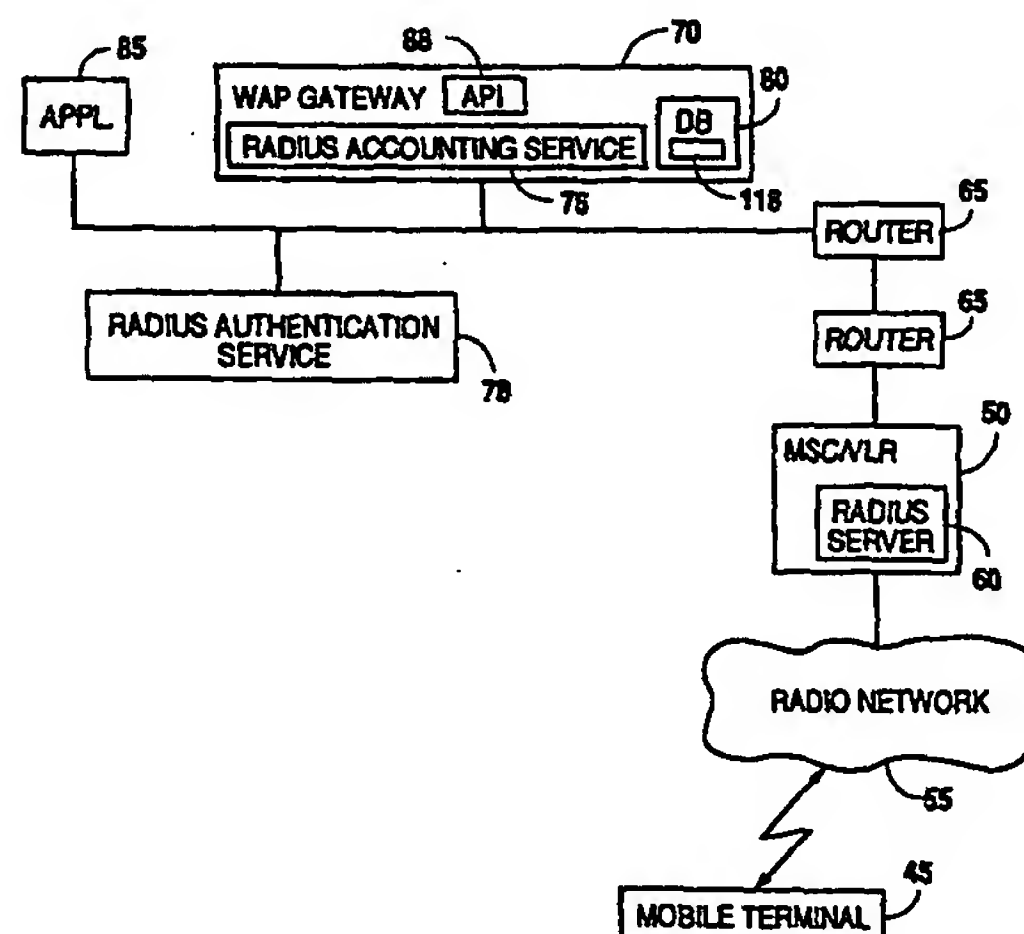 85
88
70
APPL.
WAP GATEWAY
API
80
DB
RADIUS ACCOUNTING SERVICE
75
118
65
ROUTER
RADIUS AUTHENTICATION
SERVICE
78
65
ROUTER
50
MSC/VLR
RADIUS
SERVER
60
RADIO NETWORK
55
45
MOBILE TERMINAL